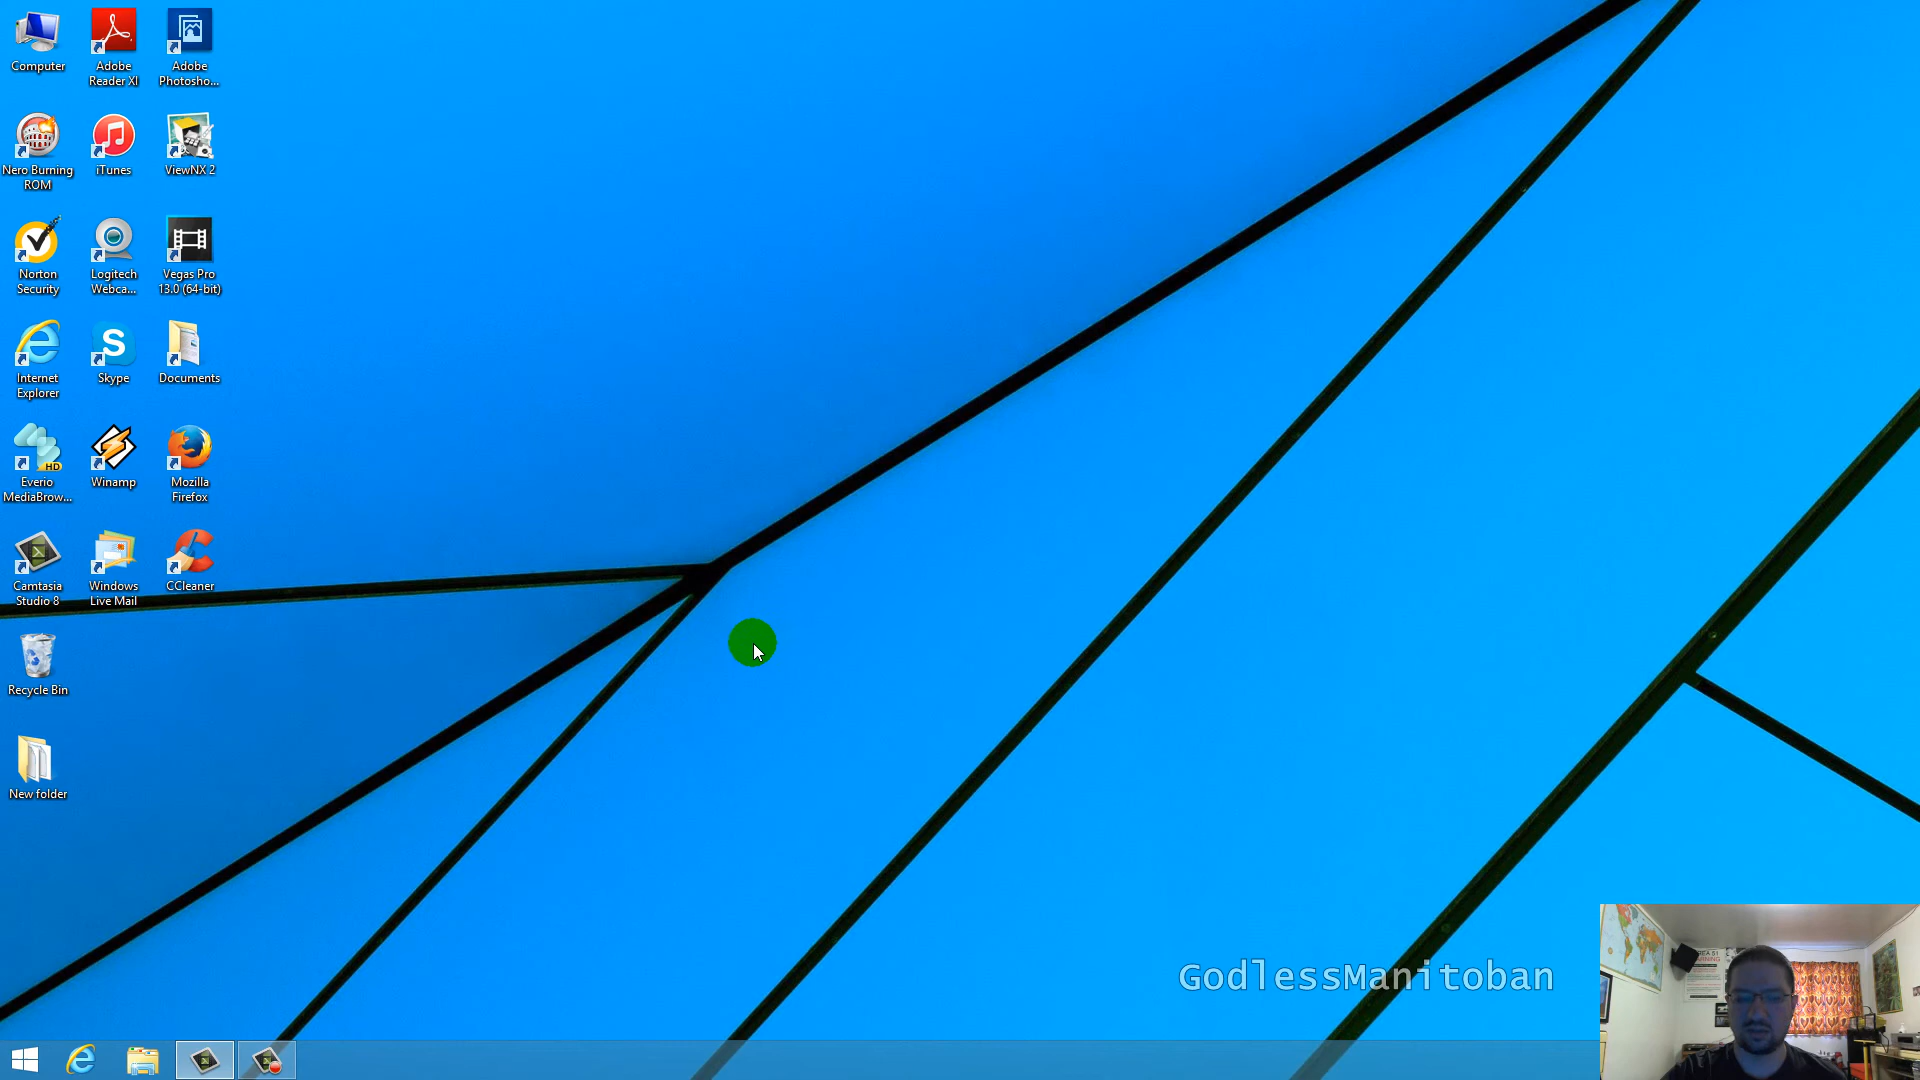 Computer
Adobe
Reader XI
Adobe
Photosho...
Nero Burning
ROM
iTunes
ViewNX 2
Norton
Security
Logitech
Webca...
Vegas Pro
13.0 (64-bit)
Internet
Explorer
Skype
Documents
Everio
MediaBrow...
Winamp
Mozilla
Firefox
Camtasia
Studio 8
Windows
Live Mail
CCleaner
Recycle Bin
New folder
HD
S
GodlessManitoban
WARNING